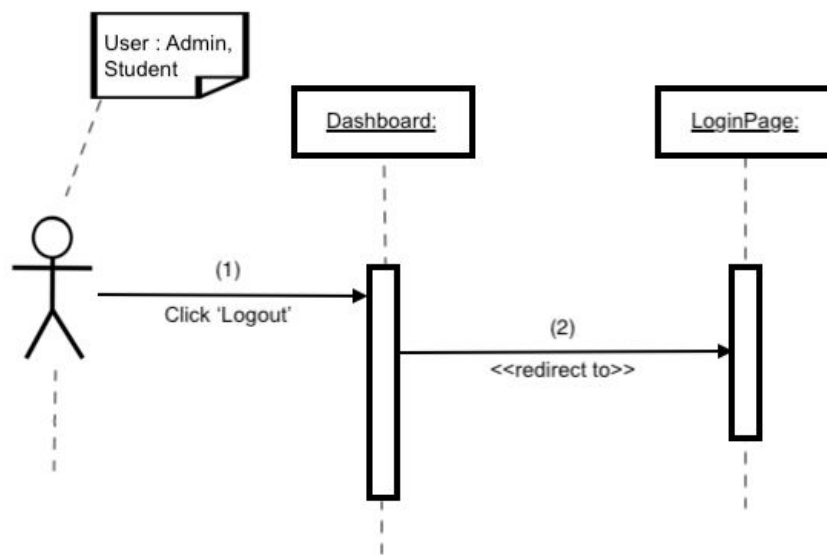 User : Admin,
Student
Dashboard:
LoginPage:
(1)
Click ‘Logout’
(2)
<<redirect to>>